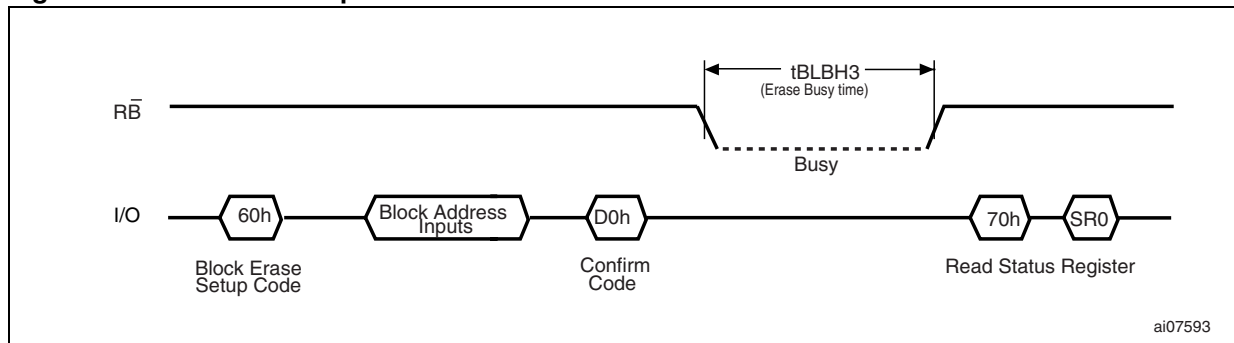 tBLBH3
(Erase Busy time)
RB̅
Busy
I/O
60h
Block Address
Inputs
D0h
70h
SR0
Block Erase
Setup Code
Confirm
Code
Read Status Register
ai07593